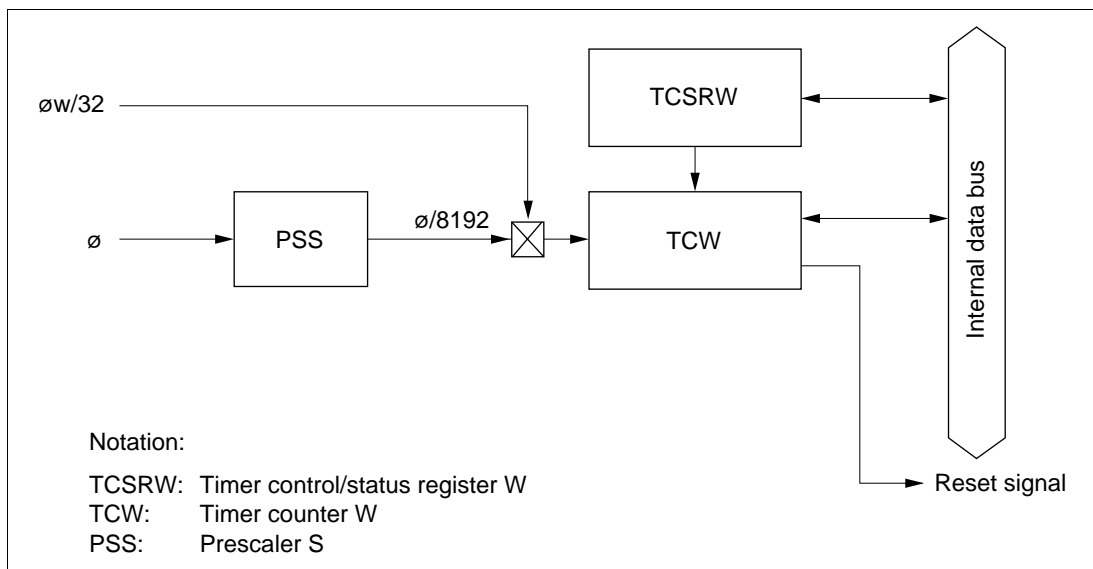 øw/32
TCSRW
ø
PSS
ø/8192
TCW
Internal data bus
Reset signal
Notation:
TCSRW: Timer control/status register W
TCW: Timer counter W
PSS: Prescaler S